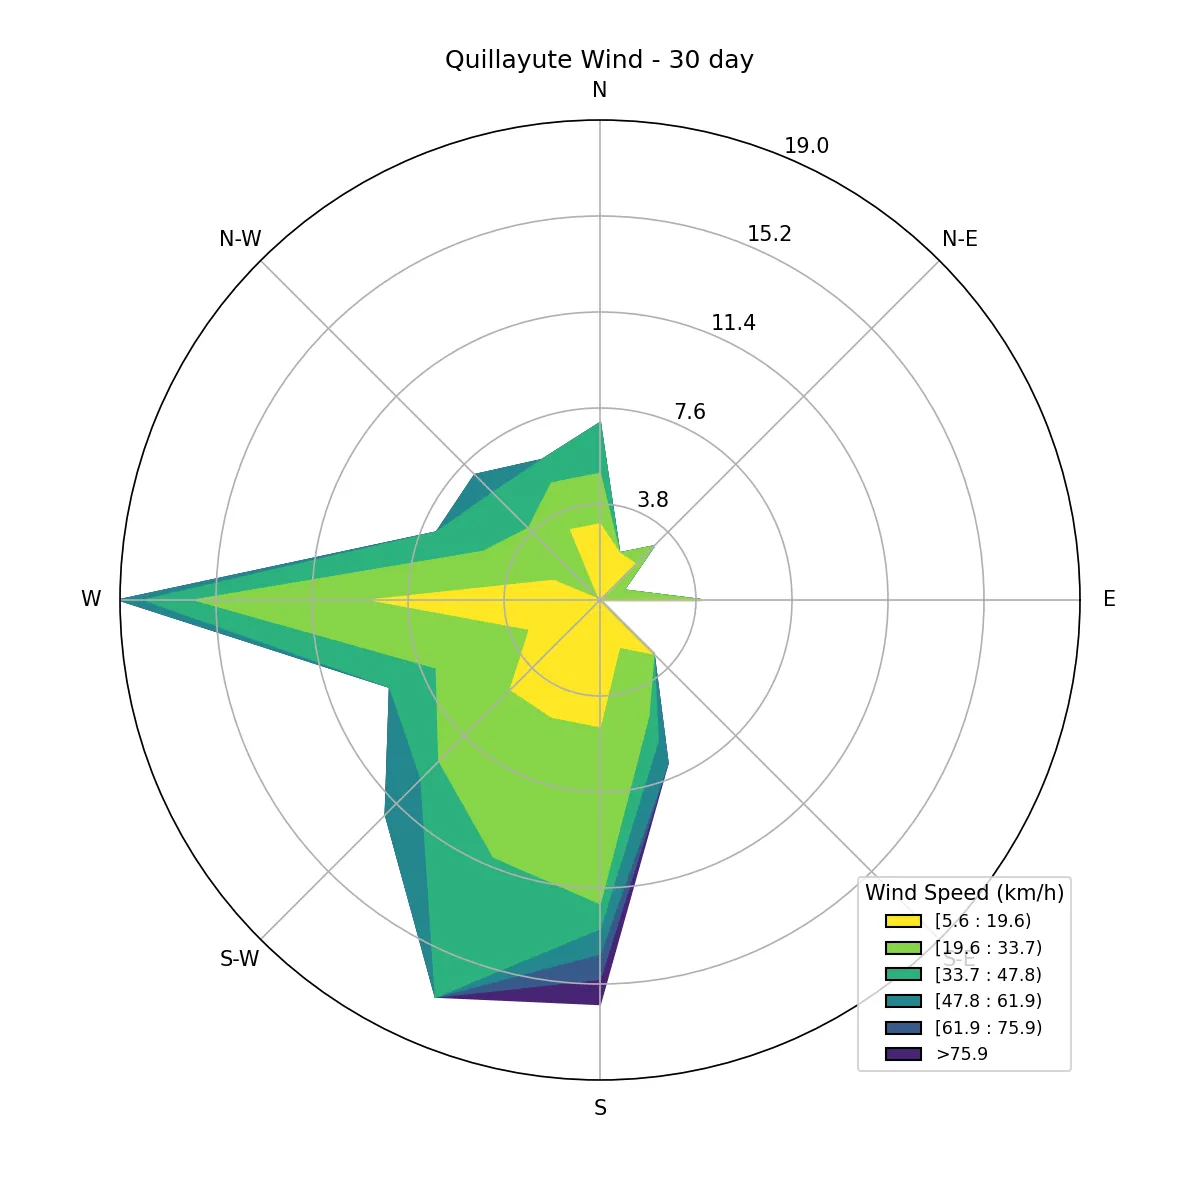 Quillayute Wind - 30 day
N
19.0
15.2
N-W
N-E
11.4
7.6
3.8
W
E
S-W
S-E
S
Wind Speed (km/h)
[5.6 : 19.6)
[19.6 : 33.7)
[33.7 : 47.8)
[47.8 : 61.9)
[61.9 : 75.9)
>75.9